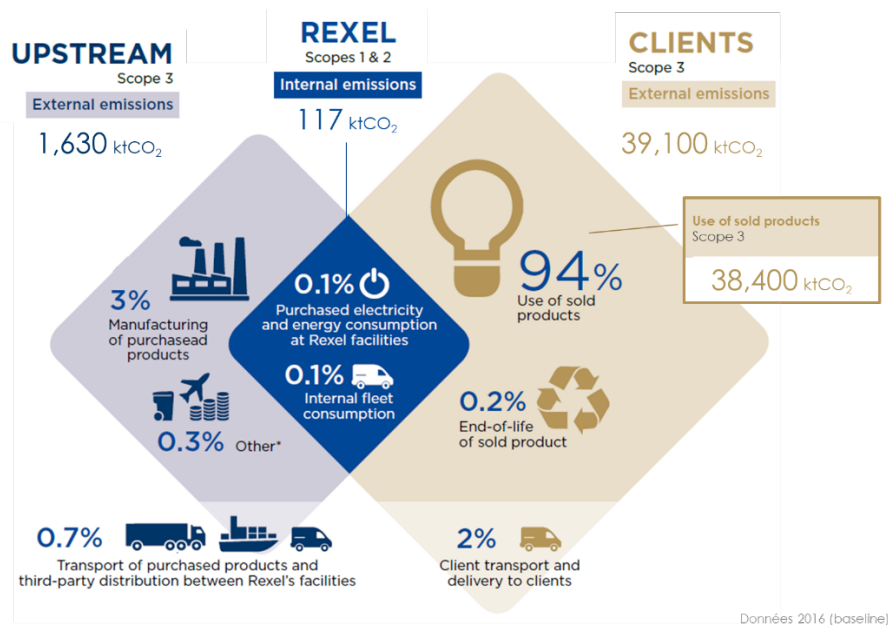 UPSTREAM
Scope 3
External emissions
1,630 ktCO₂
REXEL
Scopes 1 & 2
Internal emissions
117 ktCO₂
CLIENTS
Scope 3
External emissions
39,100 ktCO₂
Use of sold products
Scope 3
38,400 ktCO₂
3%
Manufacturing
of purchasead
products
0.3% Other*
0.1%
Purchased electricity
and energy consumption
at Rexel facilities
0.1%
Internal fleet
consumption
94%
Use of sold
products
0.2%
End-of-life
of sold product
0.7%
Transport of purchased products and
third-party distribution between Rexel's facilities
2%
Client transport and
delivery to clients
Données 2016 (baseline)